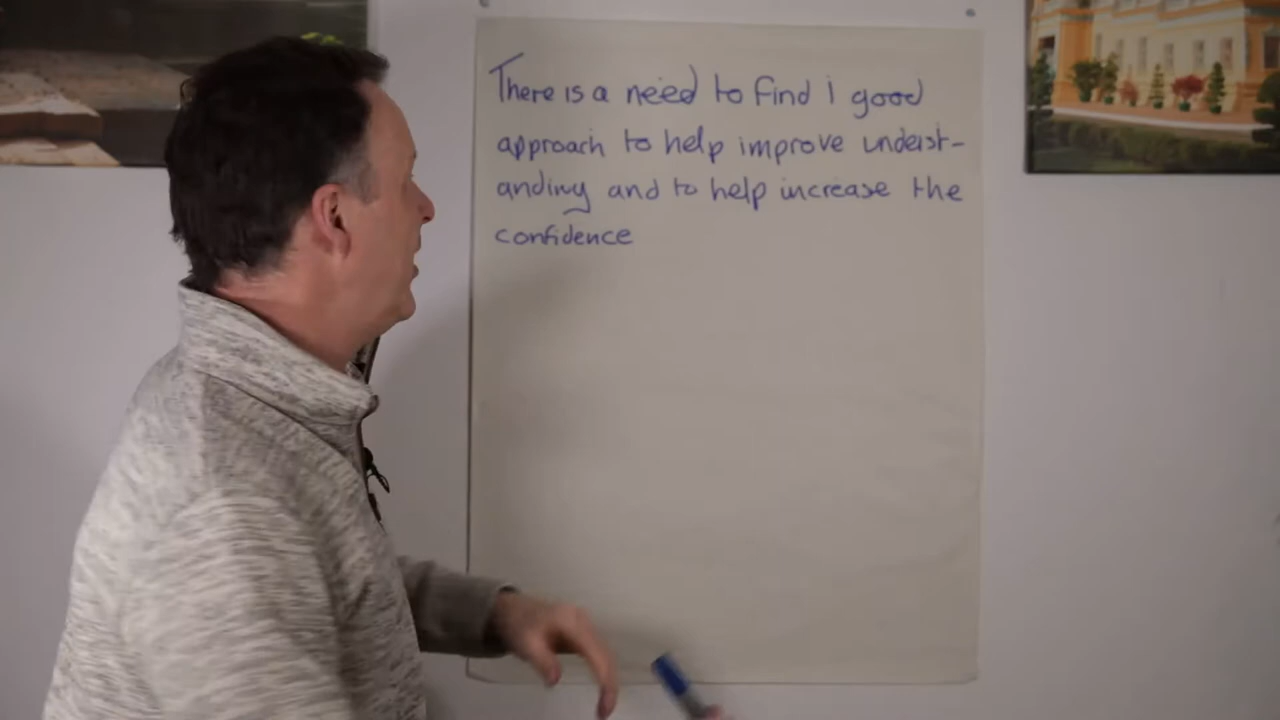 There is a need to find 1 good
approach to help improve underst-
anding and to help increase the
confidence